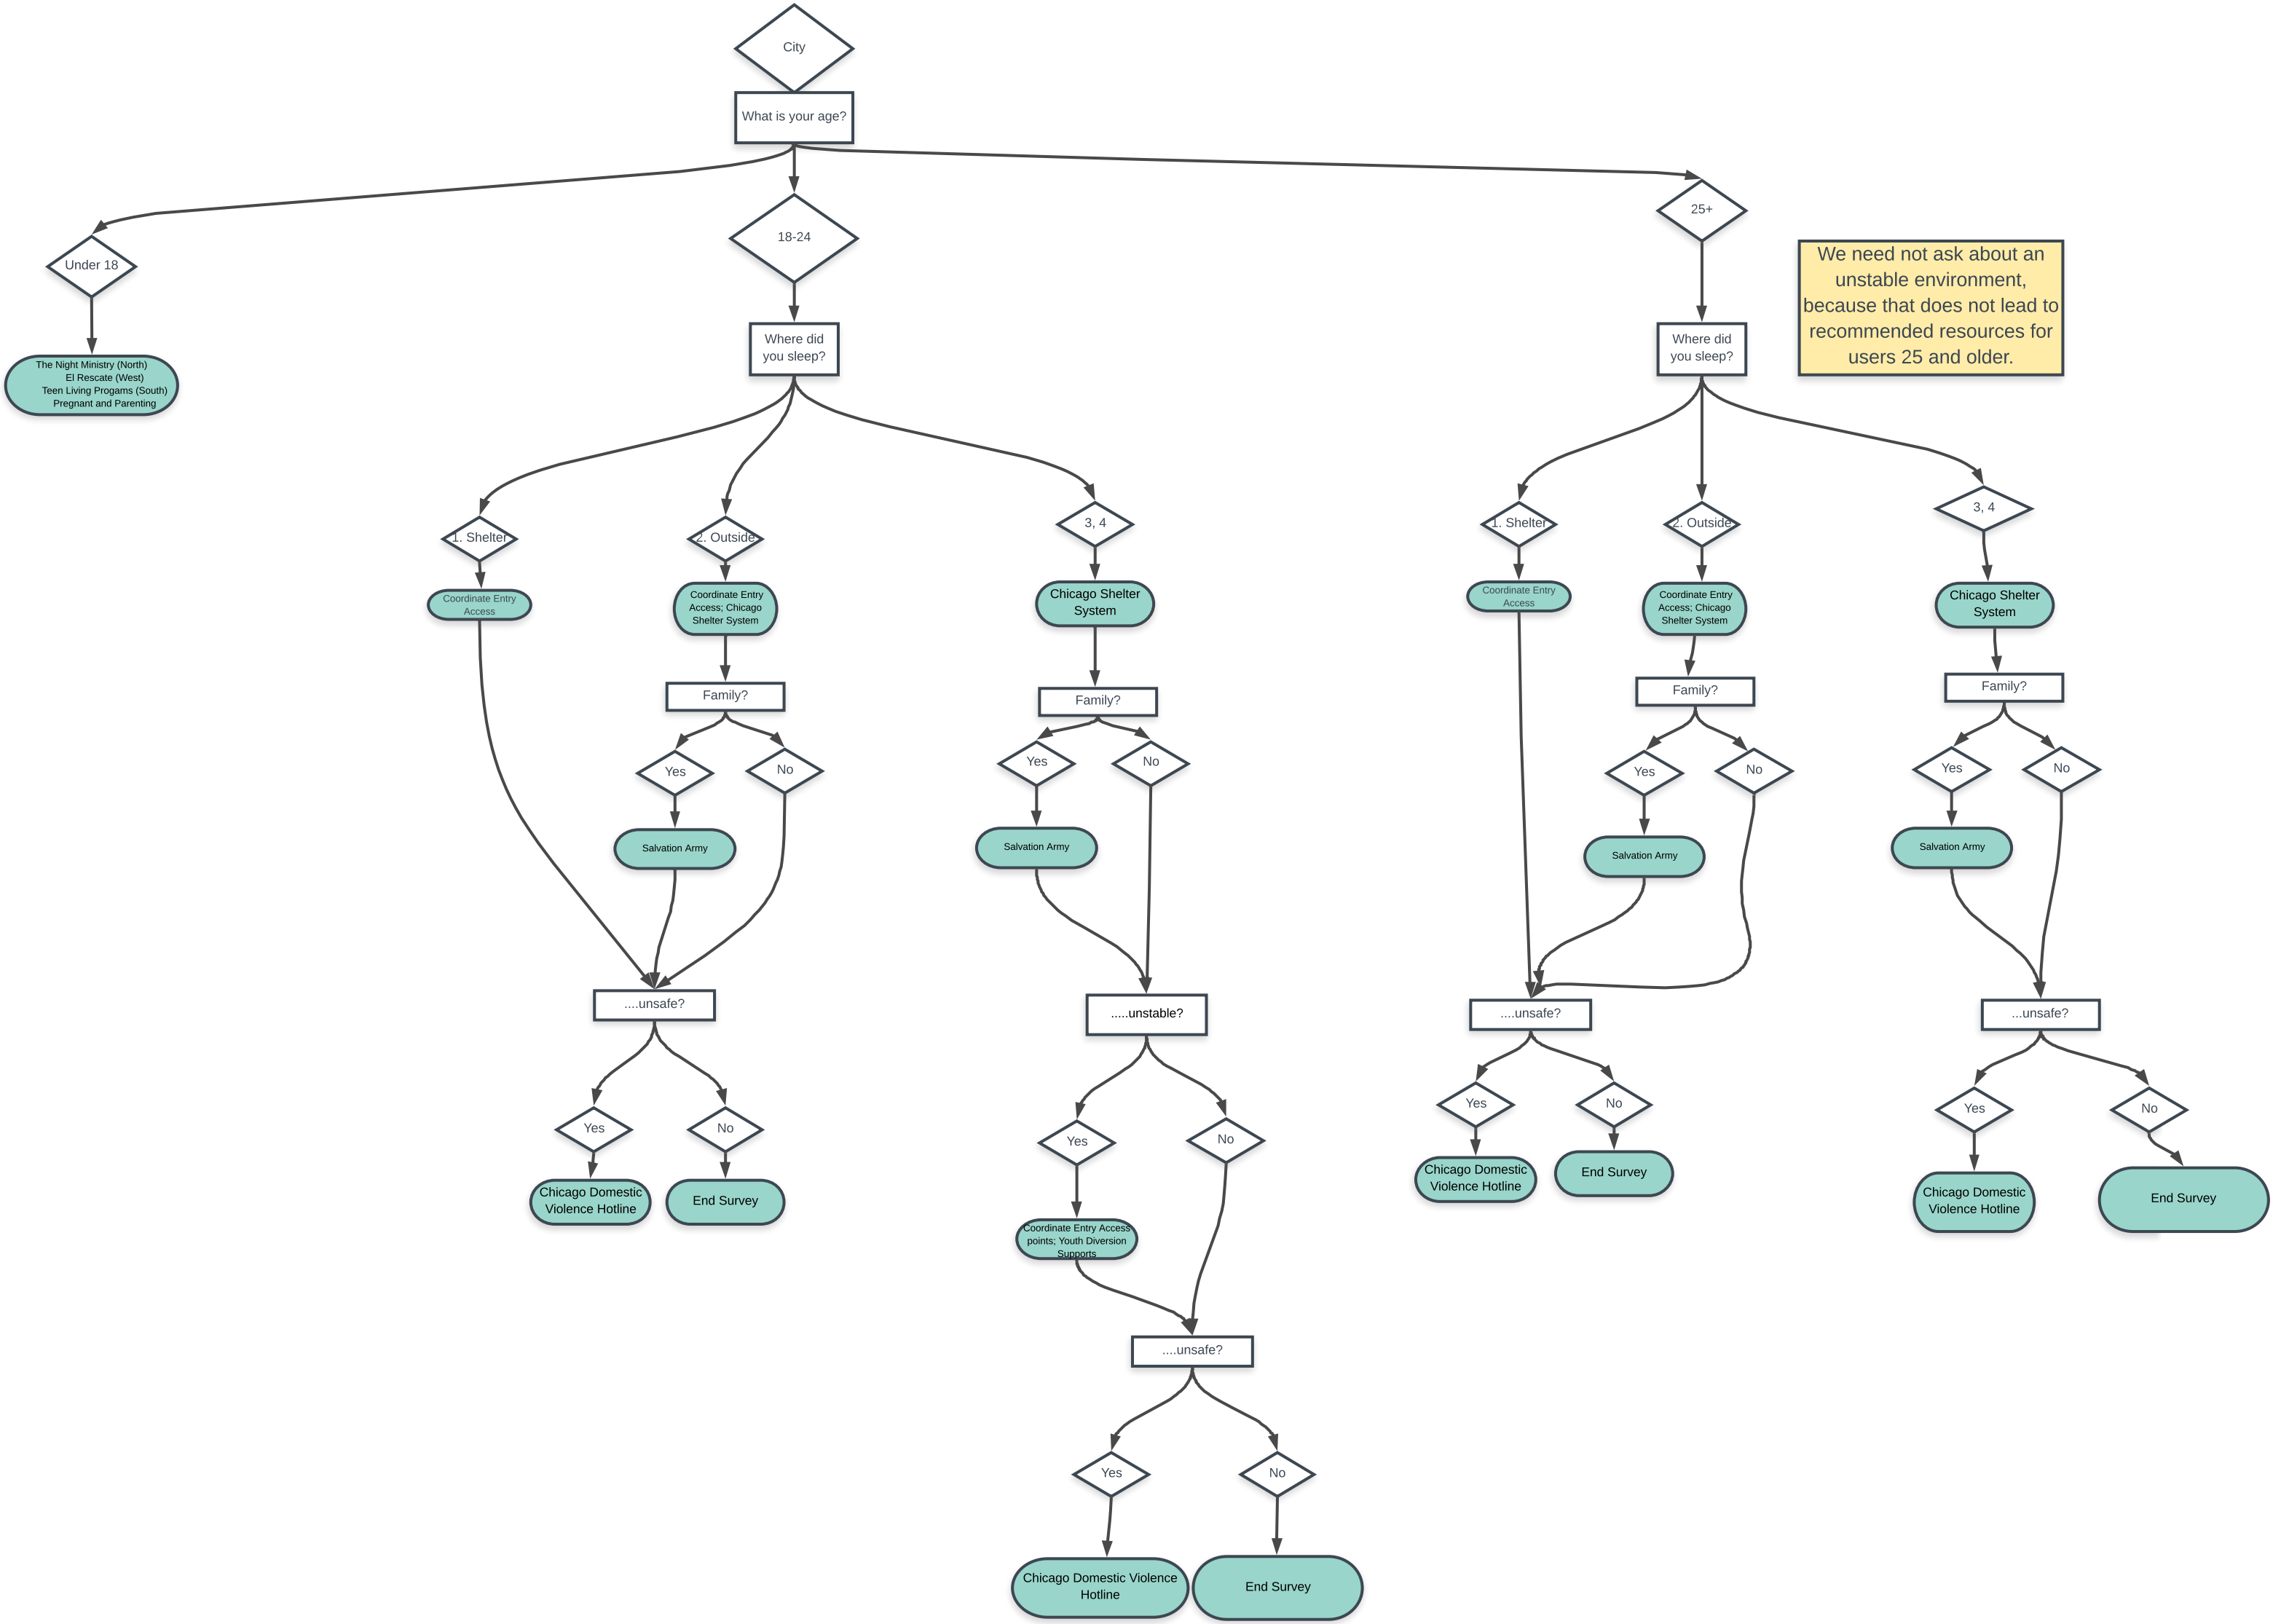 City
What is your age?
Under 18
18-24
25+
We need not ask about an
unstable environment,
because that does not lead to
recommended resources for
users 25 and older.
The Night Ministry (North)
El Rescate (West)
Teen Living Progams (South)
Pregnant and Parenting
Where did
you sleep?
Where did
you sleep?
1. Shelter
2. Outside
3, 4
1. Shelter
2. Outside
3, 4
Coordinate Entry
Access
Coordinate Entry
Access; Chicago
Shelter System
Chicago Shelter
System
Coordinate Entry
Access
Coordinate Entry
Access; Chicago
Shelter System
Chicago Shelter
System
Family?
Family?
Family?
Family?
Yes
No
Yes
No
Yes
No
Yes
No
Salvation Army
Salvation Army
Salvation Army
Salvation Army
....unsafe?
.....unstable?
....unsafe?
...unsafe?
Yes
No
Yes
No
Yes
No
Yes
No
Chicago Domestic
Violence Hotline
End Survey
Coordinate Entry Access
points; Youth Diversion
Supports
Chicago Domestic
Violence Hotline
End Survey
Chicago Domestic
Violence Hotline
End Survey
....unsafe?
Yes
No
Chicago Domestic Violence
Hotline
End Survey